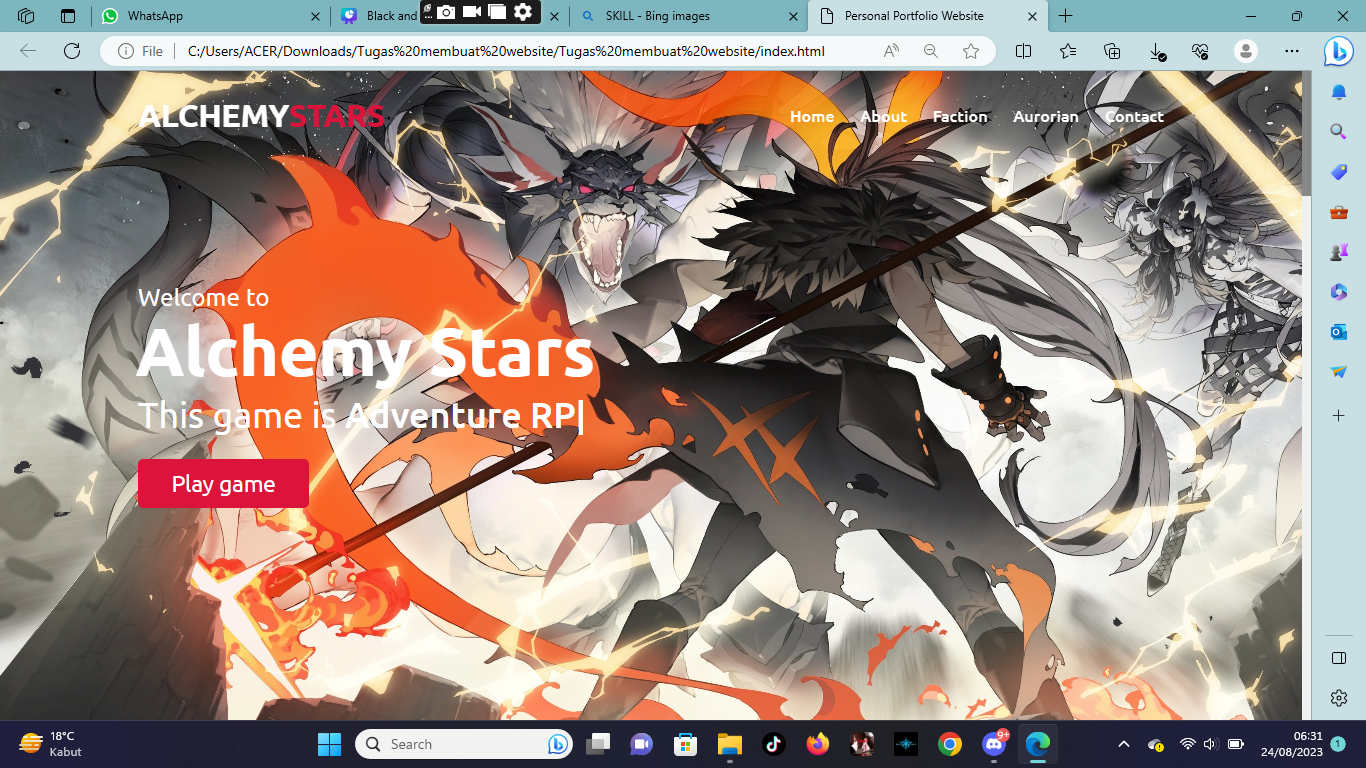 WhatsApp
Black and
SKILL - Bing images
Personal Portfolio Website
File
C:/Users/ACER/Downloads/Tugas%20membuat%20website/Tugas%20membuat%20website/index.html
ALCHEMYSTARS
Home
About
Faction
Aurorian
Contact
Welcome to
Alchemy Stars
This game is Adventure RP|
Play game
18°C
Kabut
Search
9+
06:31
24/08/2023
1